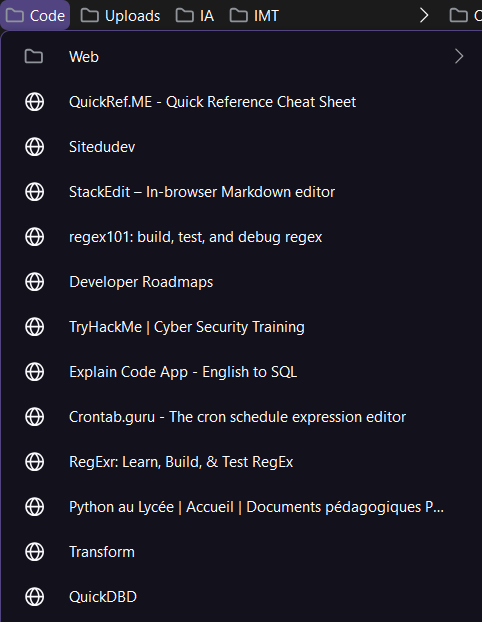 Code Uploads IA IMT
Web
QuickRef.ME - Quick Reference Cheat Sheet
Sitedudev
StackEdit – In-browser Markdown editor
regex101: build, test, and debug regex
Developer Roadmaps
TryHackMe | Cyber Security Training
Explain Code App - English to SQL
Crontab.guru - The cron schedule expression editor
RegExr: Learn, Build, & Test RegEx
Python au Lycée | Accueil | Documents pédagogiques P...
Transform
QuickDBD